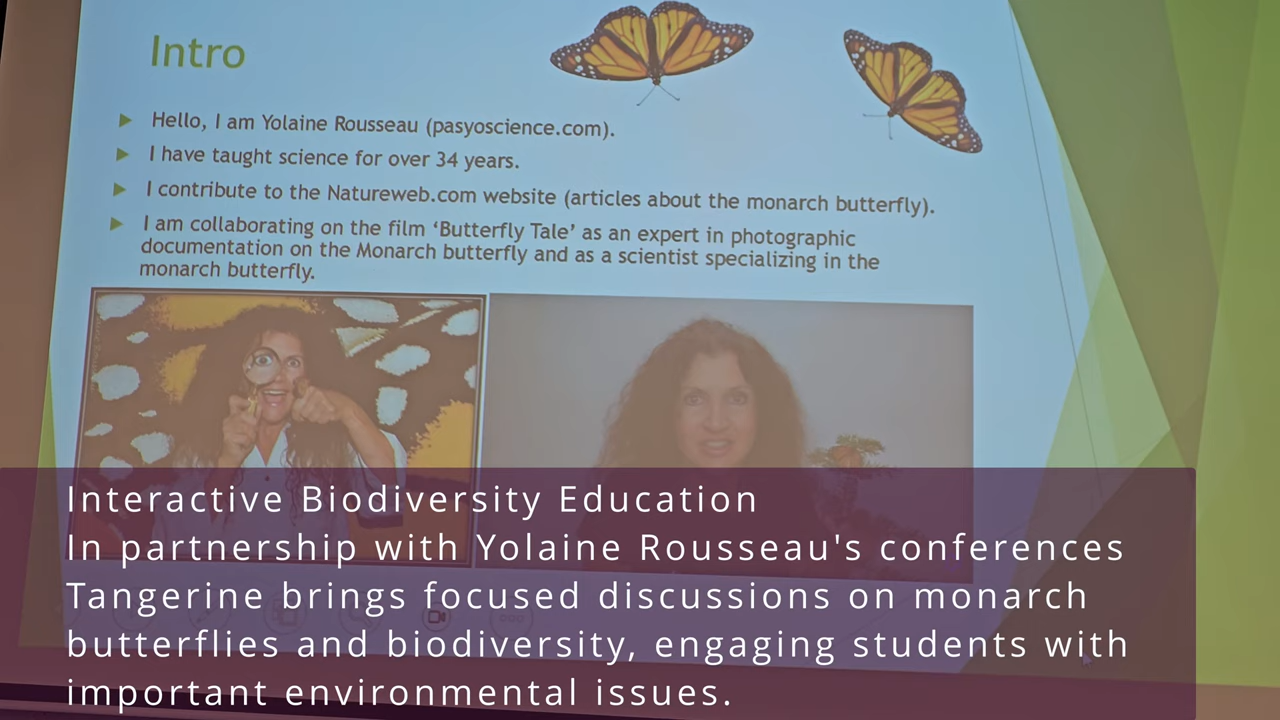 Intro
Hello, I am Yolaine Rousseau (pasyoscience.com).
I have taught science for over 34 years.
I contribute to the Natureweb.com website (articles about the monarch butterfly).
I am collaborating on the film ‘Butterfly Tale’ as an expert in photographic
documentation on the Monarch butterfly and as a scientist specializing in the
monarch butterfly.
Interactive Biodiversity Education
In partnership with Yolaine Rousseau's conferences
Tangerine brings focused discussions on monarch
butterflies and biodiversity, engaging students with
important environmental issues.